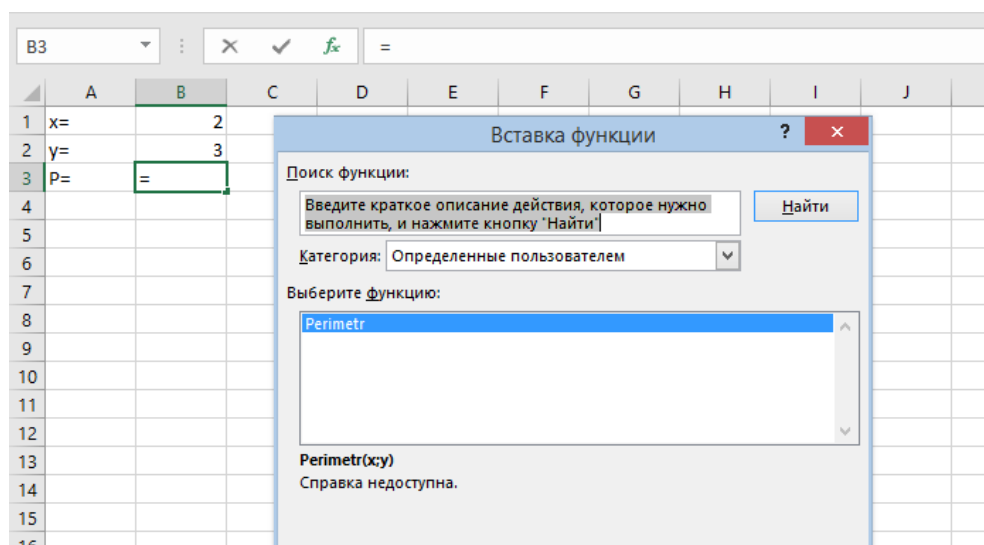 B3 fx =
A B C D E F G H I J
1 x= 2
2 y= 3
3 P= =
4
5
6
7
8
9
10
11
12
13
14
15
Вставка функции ?
Поиск функции:
Введите краткое описание действия, которое нужно
выполнить, и нажмите кнопку "Найти"
Найти
Категория: Определенные пользователем
Выберите функцию:
Perimetr
Perimetr(x;y)
Справка недоступна.